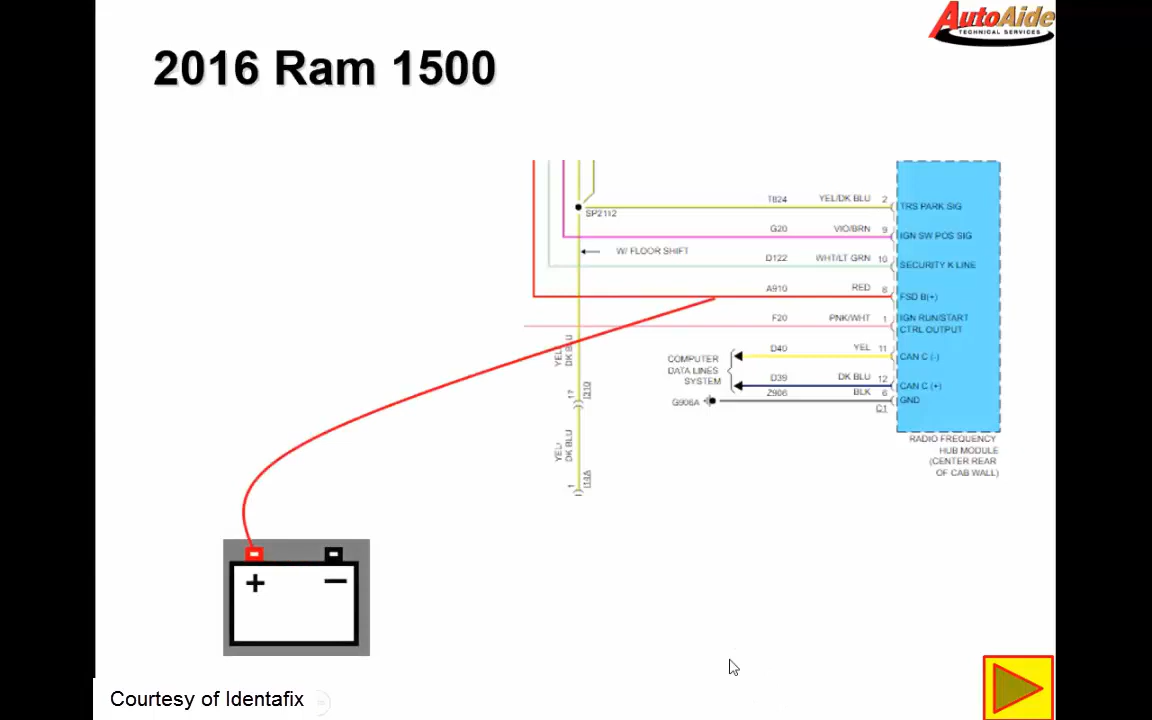 AutoAide
TECHNICAL SERVICES
2016 Ram 1500
T824 YEL/DK BLU 2 TRS PARK SIG
SP2112
G20 VIO/BRN 9 IGN SW POS SIG
W/ FLOOR SHIFT
D122 WHT/LT GRN 10 SECURITY K LINE
A910 RED 8 FSD B(+)
F20 PNK/WHT 1 IGN RUN/START
CTRL OUTPUT
YEL/
DK BLU
COMPUTER
DATA LINES
SYSTEM
D40 YEL 11 CAN C (-)
D39 DK BLU 12 CAN C (+)
G906A Z906 BLK 6 GND
C1
17
YEL/
DK BLU
1
RADIO FREQUENCY
HUB MODULE
(CENTER REAR
OF CAB WALL)
+ −
Courtesy of Identafix